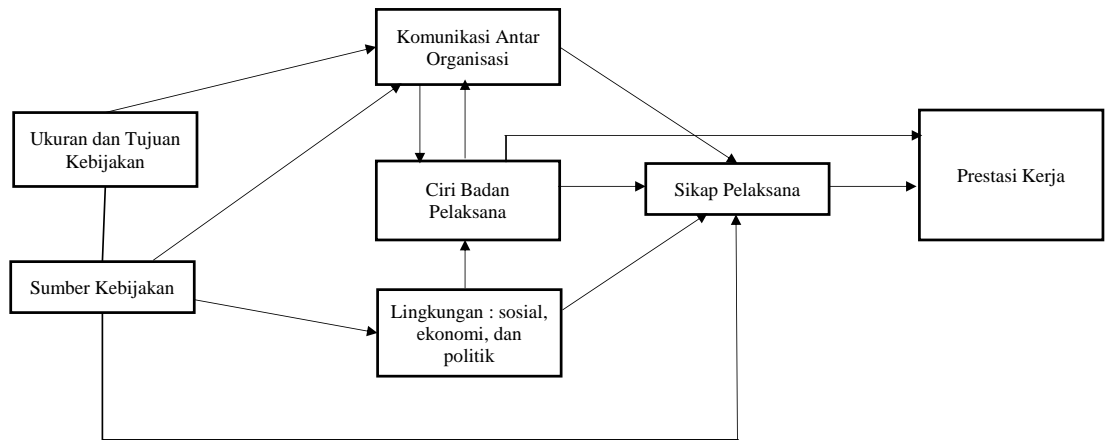 Komunikasi Antar
Organisasi
Ukuran dan Tujuan
Kebijakan
Ciri Badan
Pelaksana
Sikap Pelaksana
Prestasi Kerja
Sumber Kebijakan
Lingkungan : sosial,
ekonomi, dan
politik